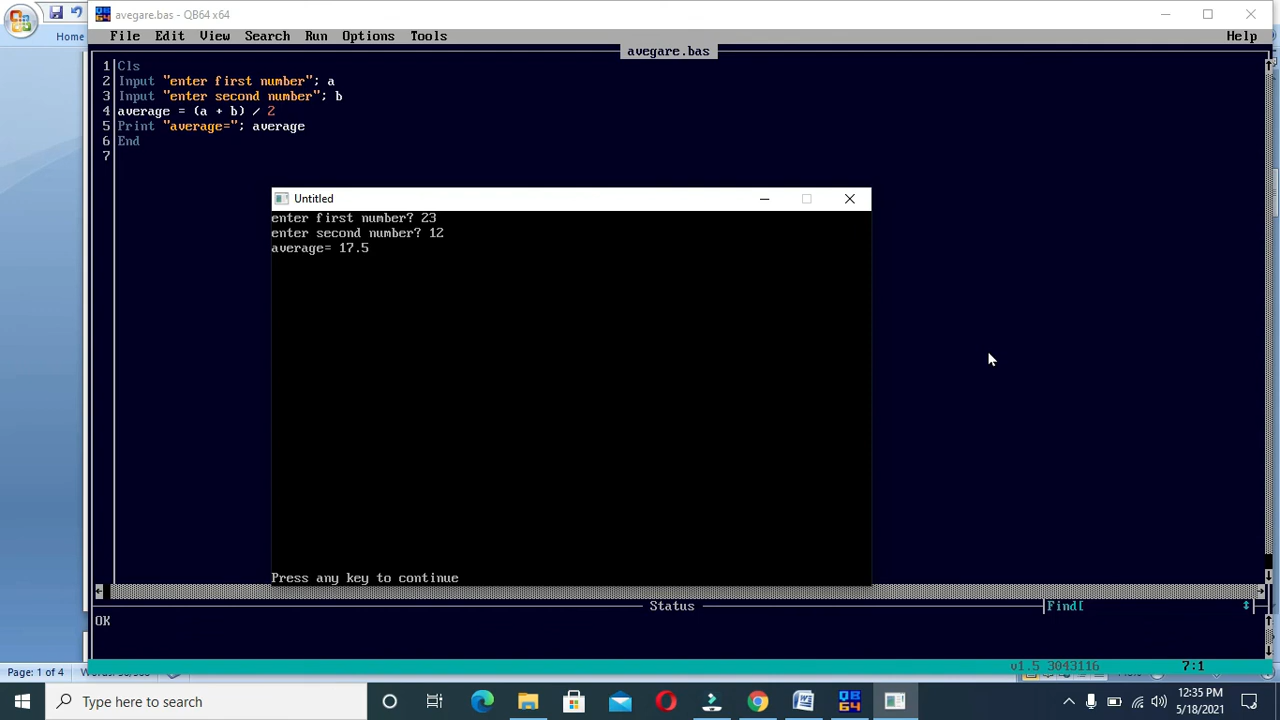 avegare.bas - QB64 x64
Home
File Edit View Search Run Options Tools Help
avegare.bas
1 Cls
2 Input "enter first number"; a
3 Input "enter second number"; b
4 average = (a + b) / 2
5 Print "average="; average
6 End
7
Untitled
enter first number? 23
enter second number? 12
average= 17.5
Press any key to continue
Status
Find[
OK
v1.5 3043116 7:1
Page: 1 of 4
Type here to search
QB
64
12:35 PM
5/18/2021